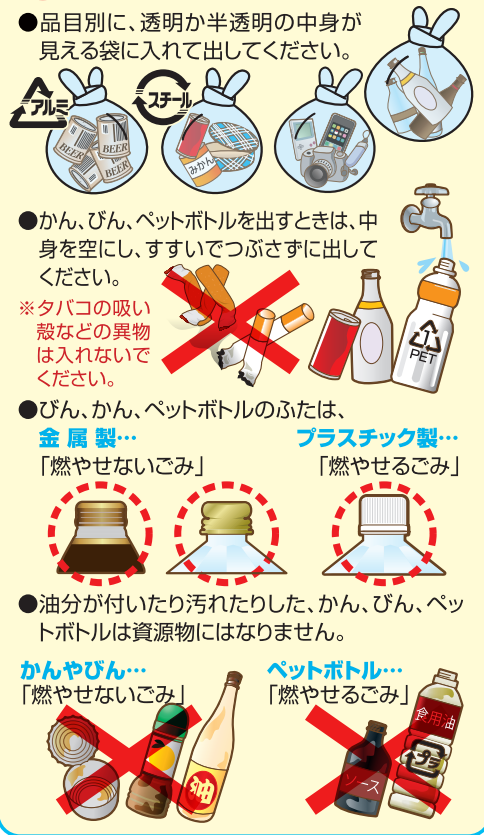 ●品目別に、透明か半透明の中身が
見える袋に入れて出してください。
アルミ
スチール
BEER
BEER
BEER
みかん
●かん、びん、ペットボトルを出すときは、中
身を空にし、すすいでつぶさずに出して
ください。
※タバコの吸い
殻などの異物
は入れないで
ください。
1
PET
●びん、かん、ペットボトルのふたは、
金属製…
「燃やせないごみ」
プラスチック製…
「燃やせるごみ」
●油分が付いたり汚れたりした、かん、びん、ペッ
トボトルは資源物にはなりません。
かんやびん…
「燃やせないごみ」
油
ペットボトル…
「燃やせるごみ」
ソース
食用油
プラ